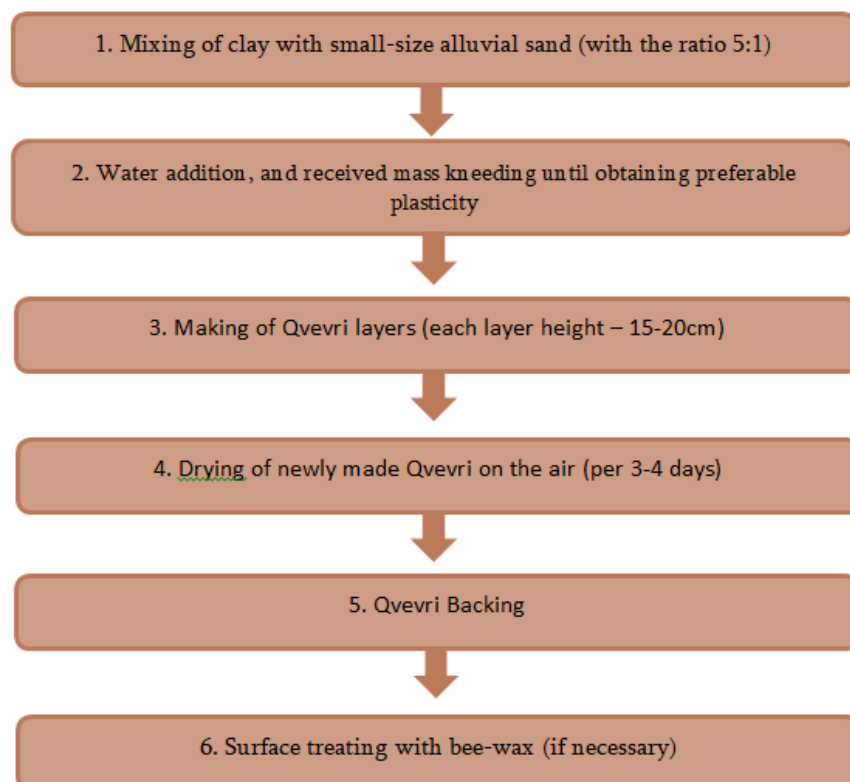 1. Mixing of clay with small-size alluvial sand (with the ratio 5:1)
2. Water addition, and received mass kneeding until obtaining preferable
plasticity
3. Making of Qvevri layers (each layer height – 15-20cm)
4. Drying of newly made Qvevri on the air (per 3-4 days)
5. Qvevri Backing
6. Surface treating with bee-wax (if necessary)